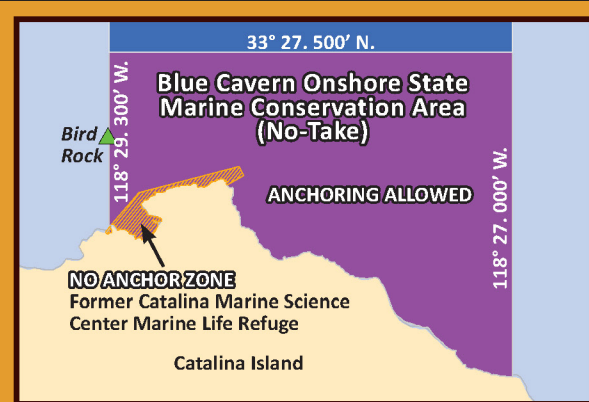 33° 27. 500’ N.
Blue Cavern Onshore State
Marine Conservation Area
(No-Take)
118° 29. 300’ W.
Bird
Rock
ANCHORING ALLOWED
118° 27. 000’ W.
NO ANCHOR ZONE
Former Catalina Marine Science
Center Marine Life Refuge
Catalina Island